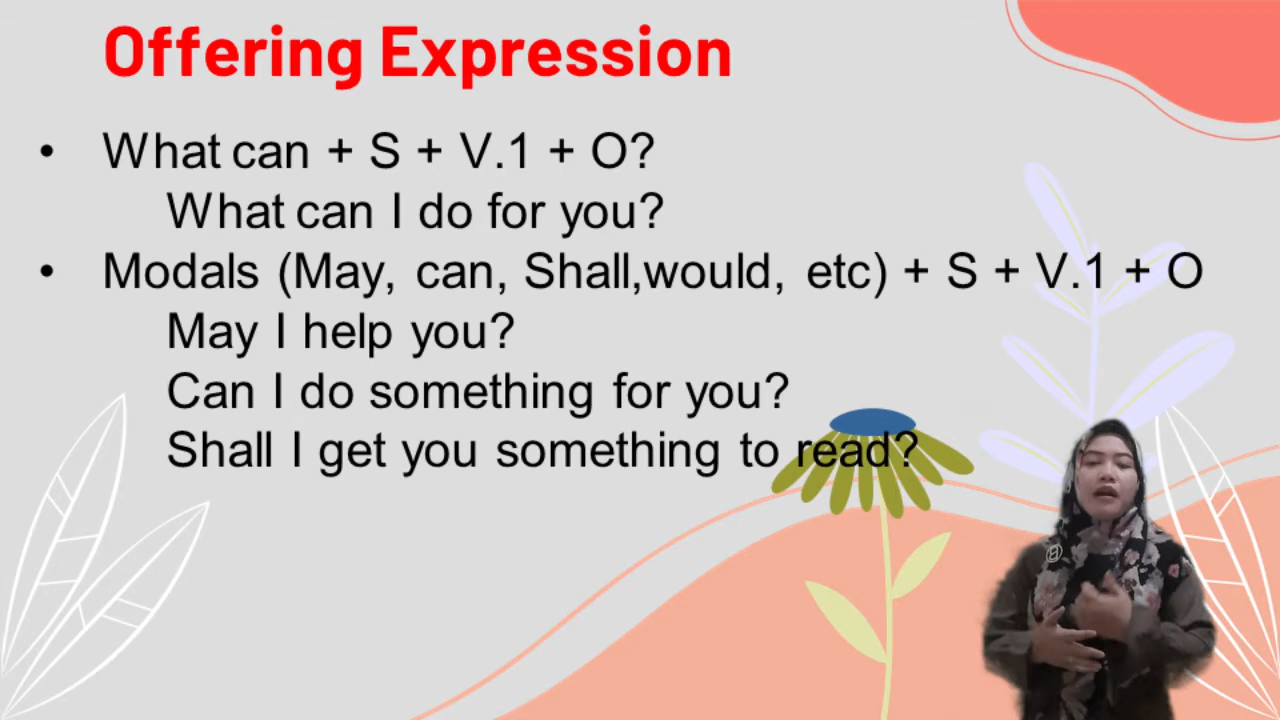 Offering Expression
• What can + S + V.1 + O?
What can I do for you?
• Modals (May, can, Shall,would, etc) + S + V.1 + O
May I help you?
Can I do something for you?
Shall I get you something to read?